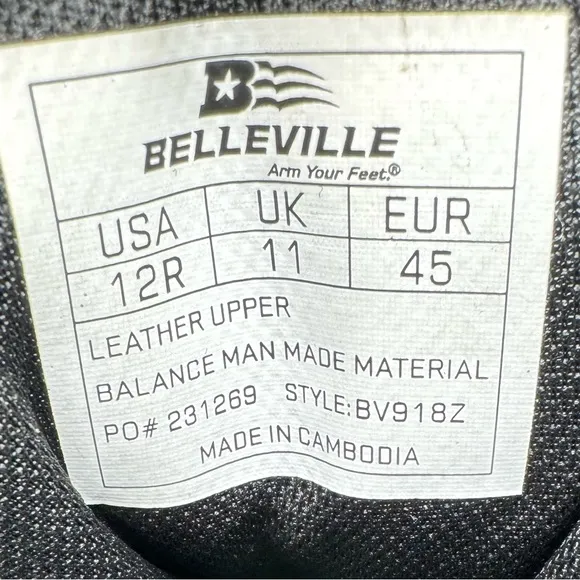 B
BELLEVILLE
Arm Your Feet.®
USA UK EUR
12R 11 45
LEATHER UPPER
BALANCE MAN MADE MATERIAL
PO# 231269 STYLE:BV918Z
MADE IN CAMBODIA